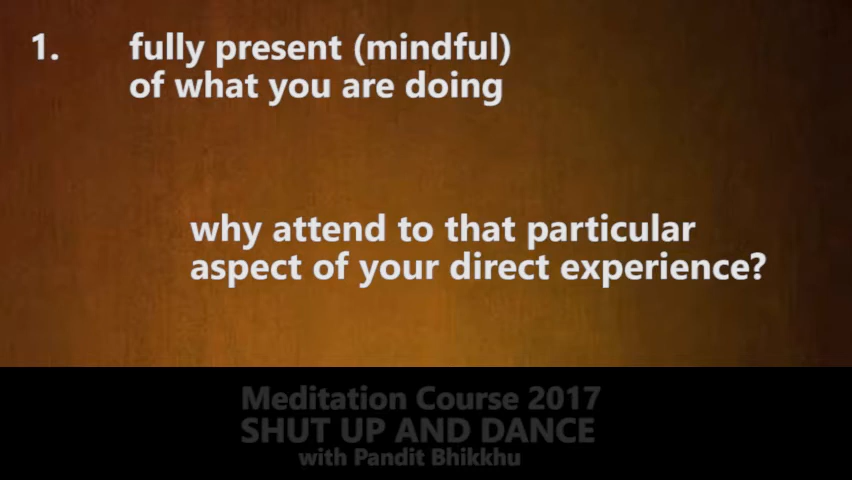 1. fully present (mindful)
of what you are doing
why attend to that particular
aspect of your direct experience?
Meditation Course 2017
SHUT UP AND DANCE
with Pandit Bhikkhu